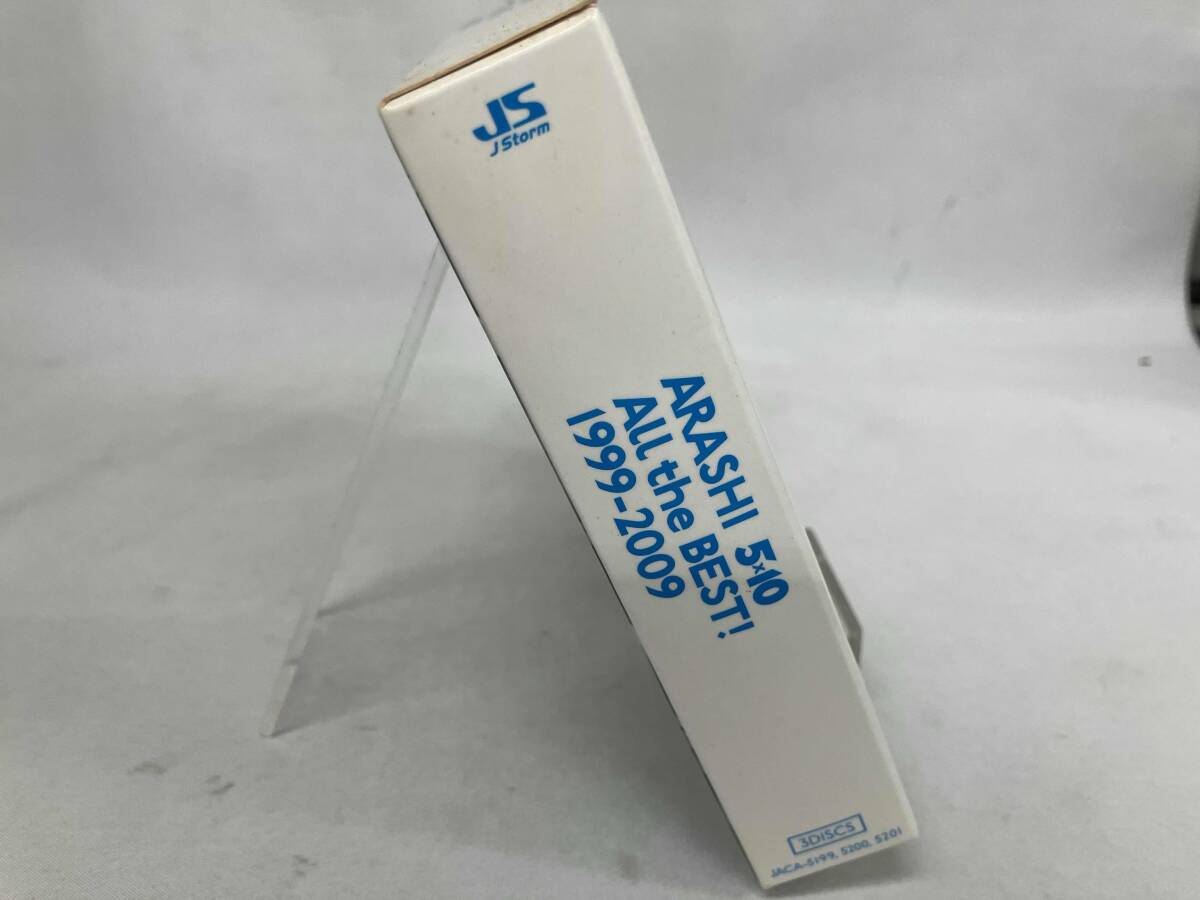 JS
J Storm
ARASHI 5×10
All the BEST!
1999-2009
3DISCS
JACA-5199, 5200, 5201